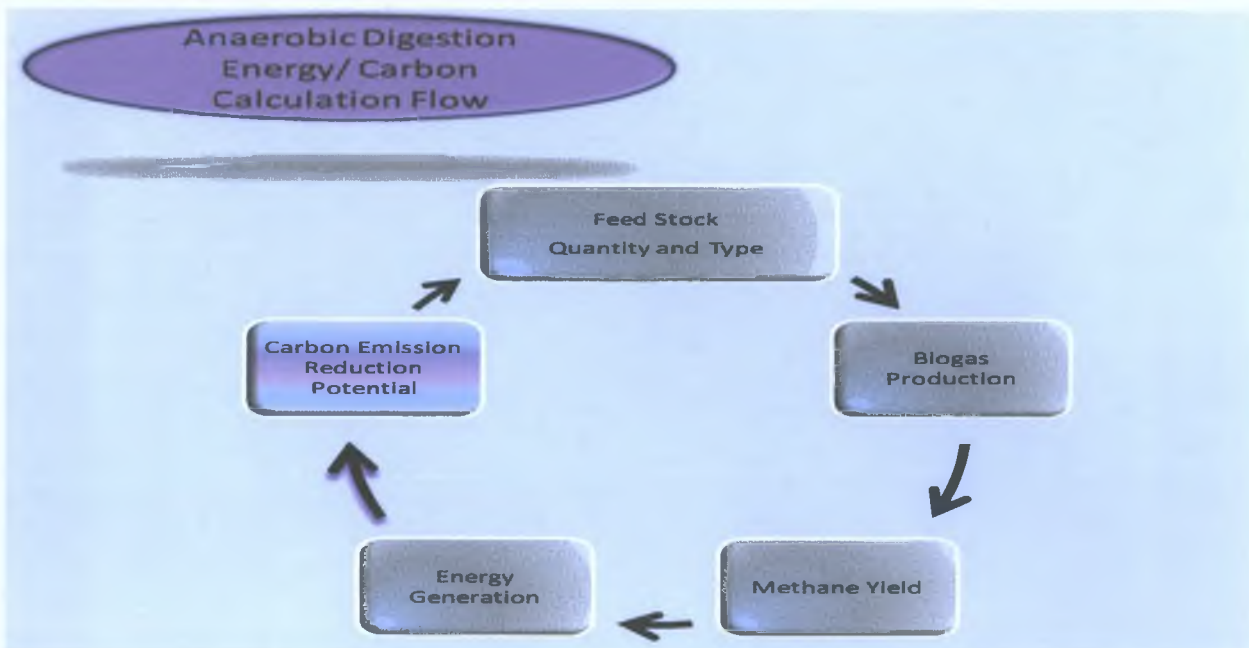 Anaerobic Digestion
Energy/ Carbon
Calculation Flow
Feed Stock
Quantity and Type
Biogas
Production
Methane Yield
Energy
Generation
Carbon Emission
Reduction
Potential